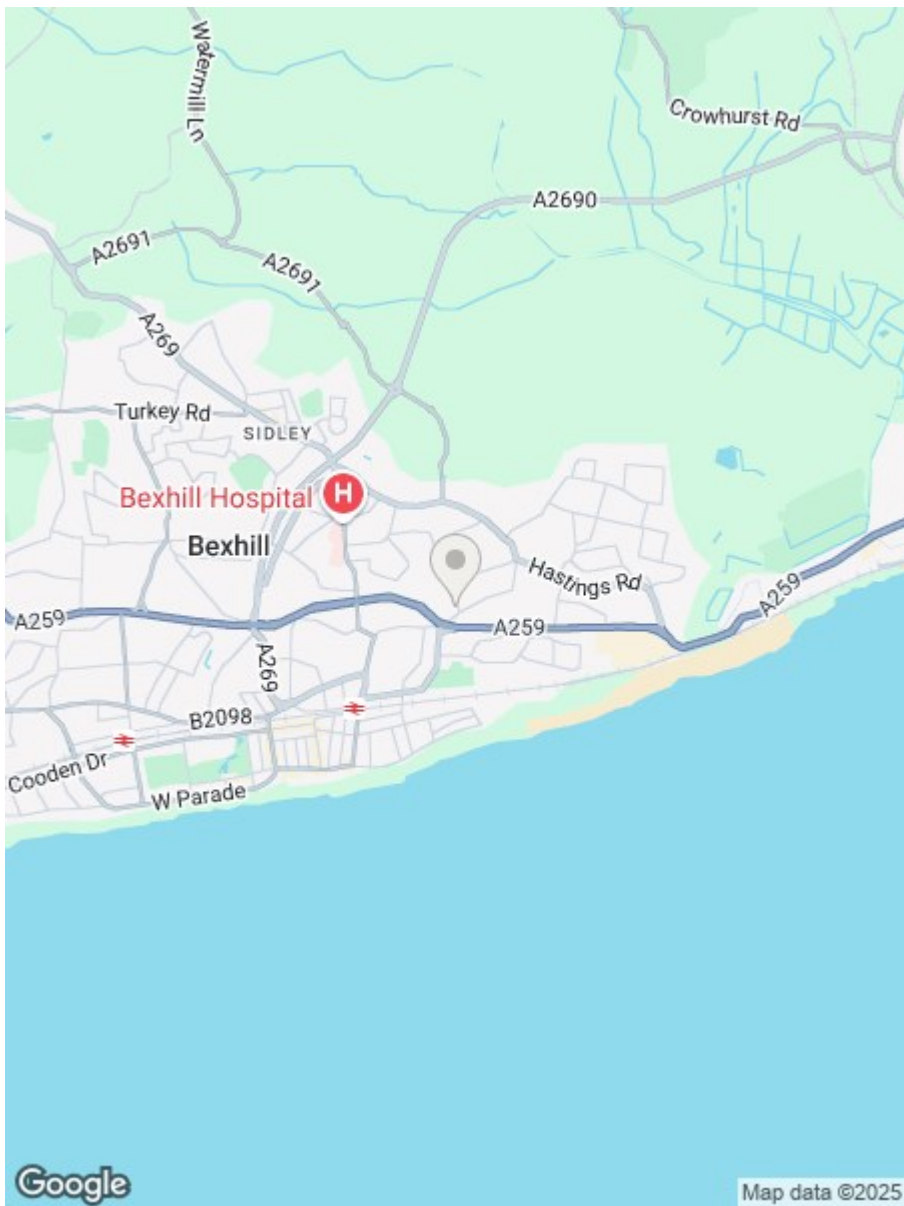 Watermill Ln
Crowhurst Rd
A2690
A2691
A2691
A269
Turkey Rd
SIDLEY
Bexhill Hospital
H
Bexhill
Hastings Rd
A259
A259
A259
A269
B2098
Cooden Dr
W Parade
Google
Map data ©2025